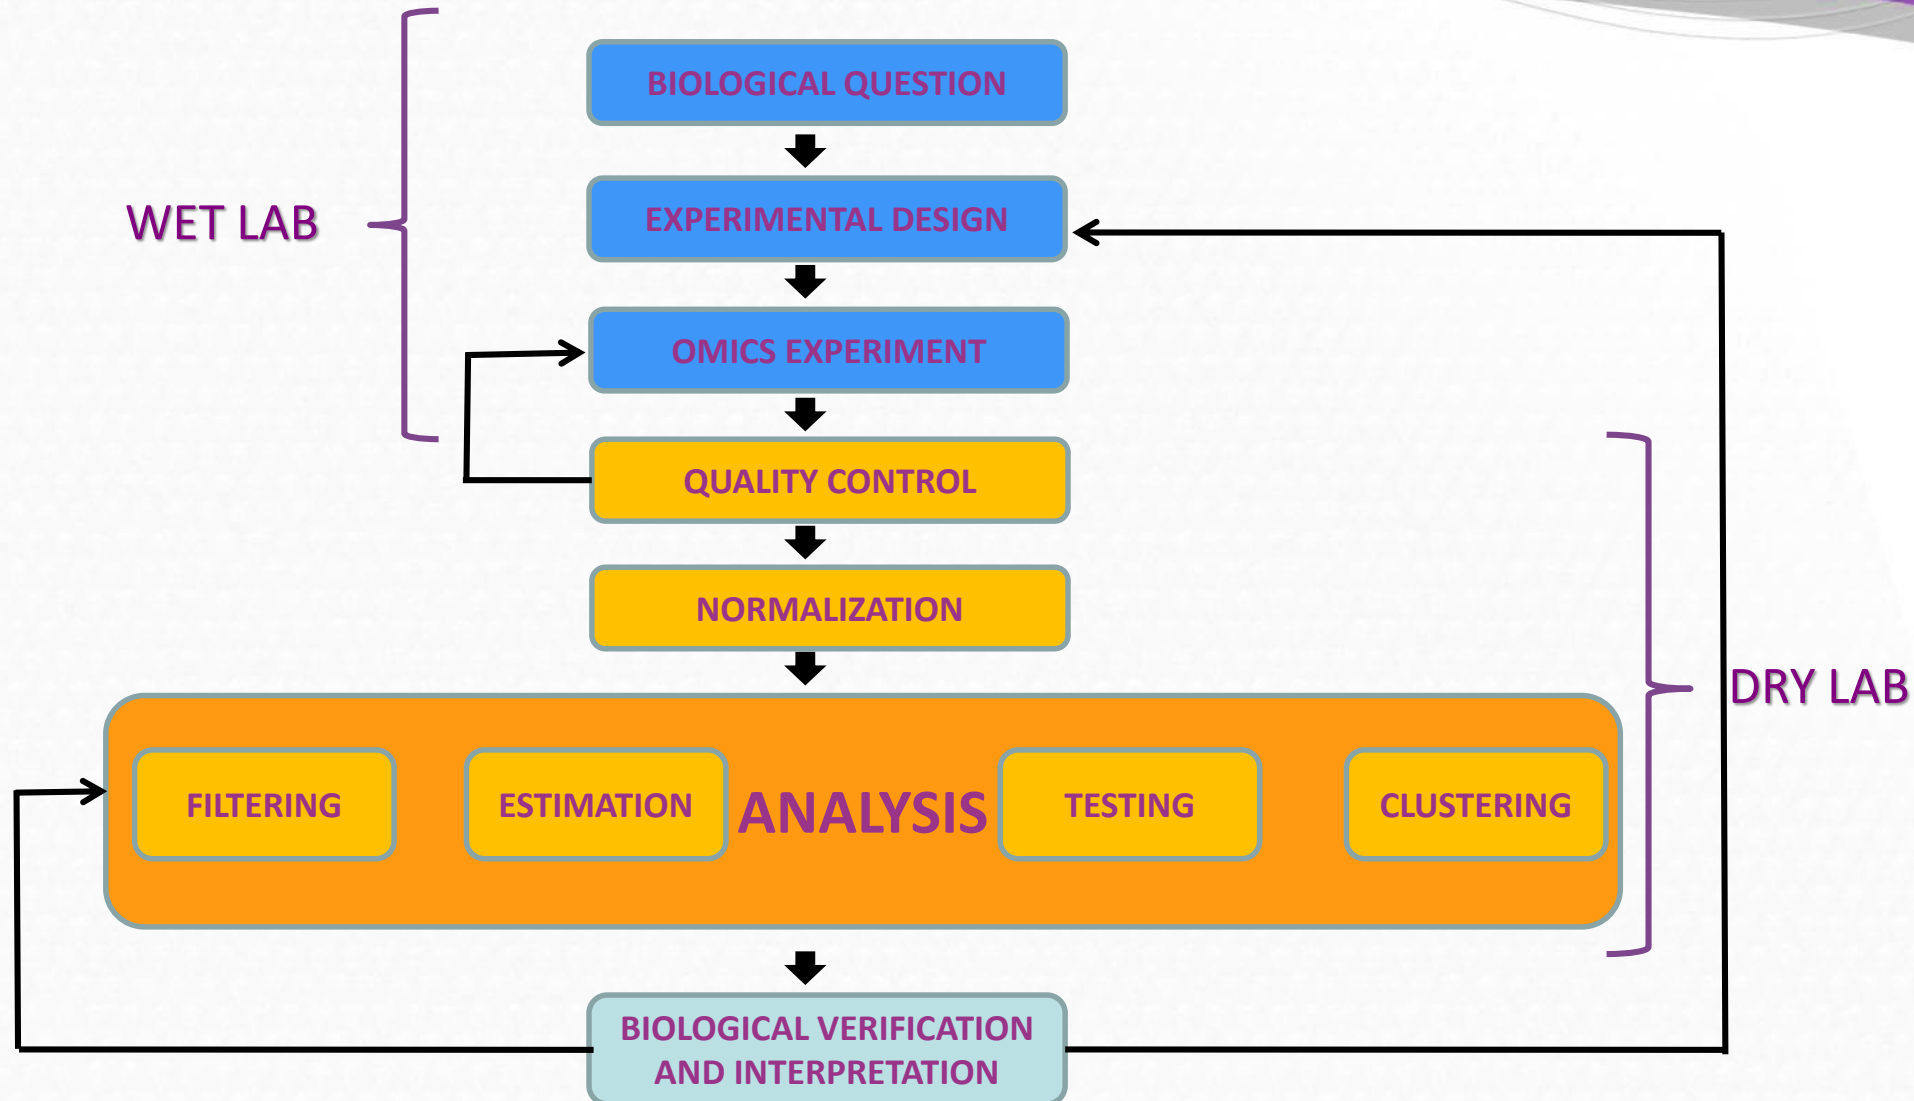 BIOLOGICAL QUESTION
WET LAB
EXPERIMENTAL DESIGN
OMICS EXPERIMENT
QUALITY CONTROL
NORMALIZATION
DRY LAB
FILTERING
ESTIMATION
ANALYSIS
TESTING
CLUSTERING
BIOLOGICAL VERIFICATION
AND INTERPRETATION